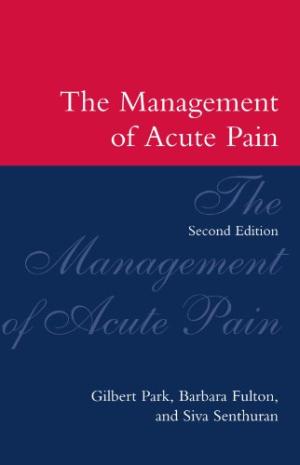 The Management
of Acute Pain
The
Second Edition
Management
of Acute Pain
Gilbert Park, Barbara Fulton,
and Siva Senthuran